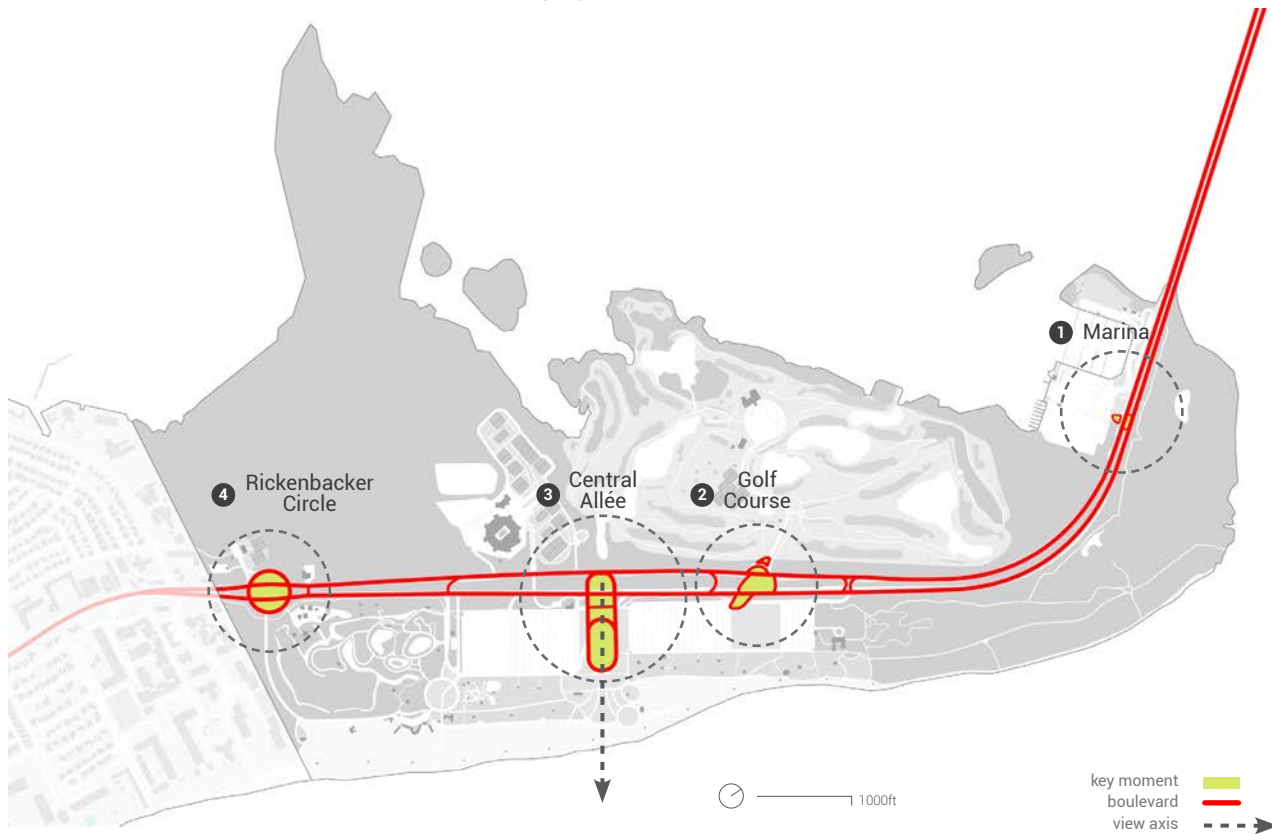 1 Marina
4 Rickenbacker
Circle
3 Central
Allée
2 Golf
Course
1000ft
key moment
boulevard
view axis